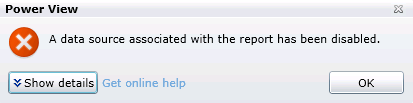 Power View
A data source associated with the report has been disabled.
Show details Get online help OK